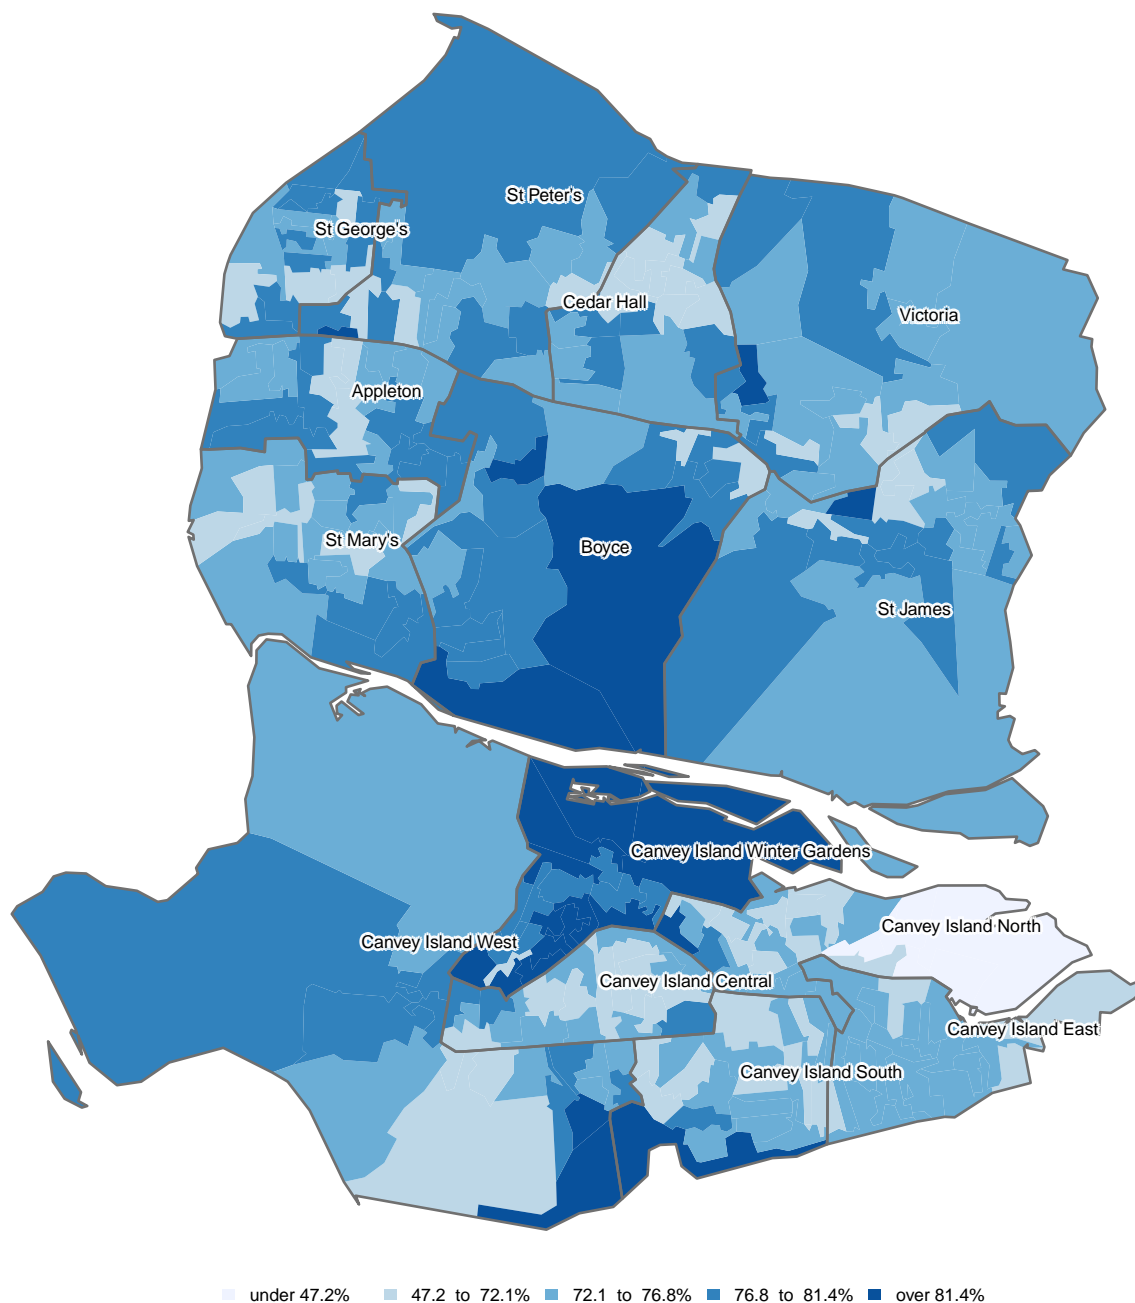 St Peter's
St George's
Cedar Hall
Victoria
Appleton
St Mary's
Boyce
St James
Canvey Island Winter Gardens
Canvey Island North
Canvey Island West
Canvey Island Central
Canvey Island East
Canvey Island South
under 47.2% 47.2 to 72.1% 72.1 to 76.8% 76.8 to 81.4% over 81.4%